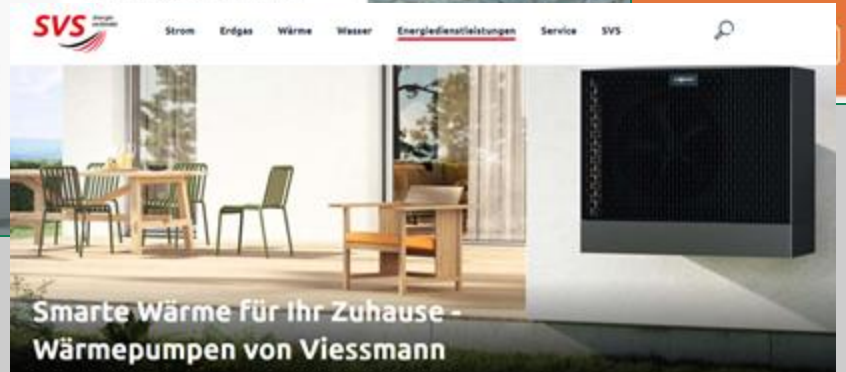 SVS
Strom Erdgas Wärme Wasser Energiedienstleistungen Service SVS
Smarte Wärme für Ihr Zuhause -
Wärmepumpen von Viessmann